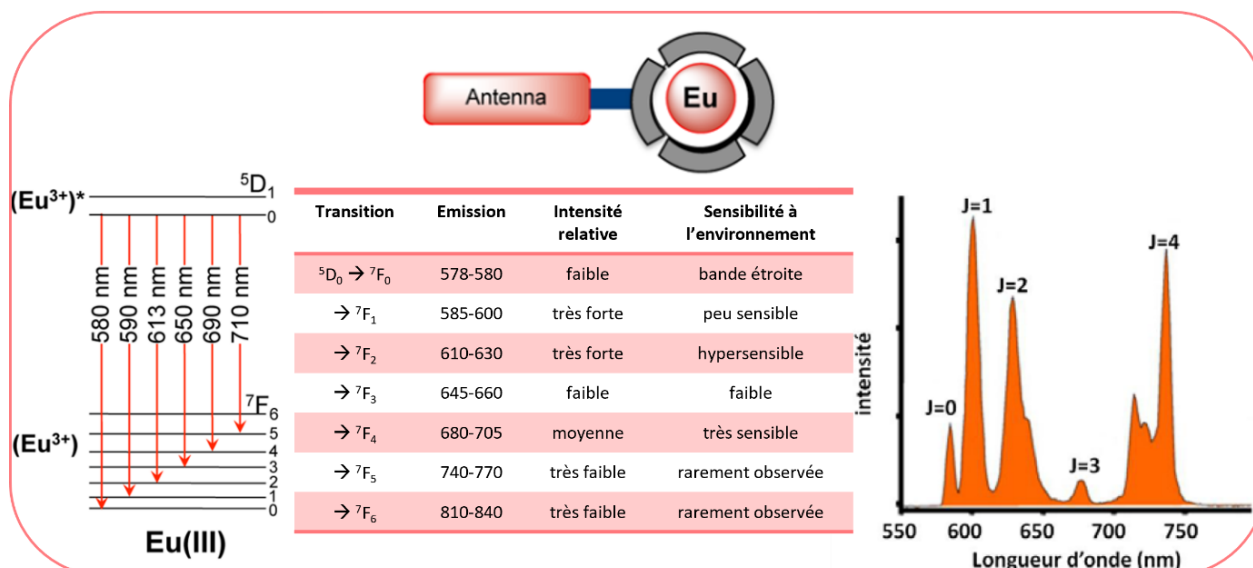 Antenna
Eu
(Eu³⁺)*
⁵D₁
0
580 nm
590 nm
613 nm
650 nm
690 nm
710 nm
⁷F₆
5
4
3
2
1
0
(Eu³⁺)
Eu(III)
Transition Emission Intensité relative Sensibilité à l'environnement
⁵D₀ → ⁷F₀ 578-580 faible bande étroite
→ ⁷F₁ 585-600 très forte peu sensible
→ ⁷F₂ 610-630 très forte hypersensible
→ ⁷F₃ 645-660 faible faible
→ ⁷F₄ 680-705 moyenne très sensible
→ ⁷F₅ 740-770 très faible rarement observée
→ ⁷F₆ 810-840 très faible rarement observée
intensité
J=0
J=1
J=2
J=3
J=4
550 600 650 700 750
Longueur d'onde (nm)